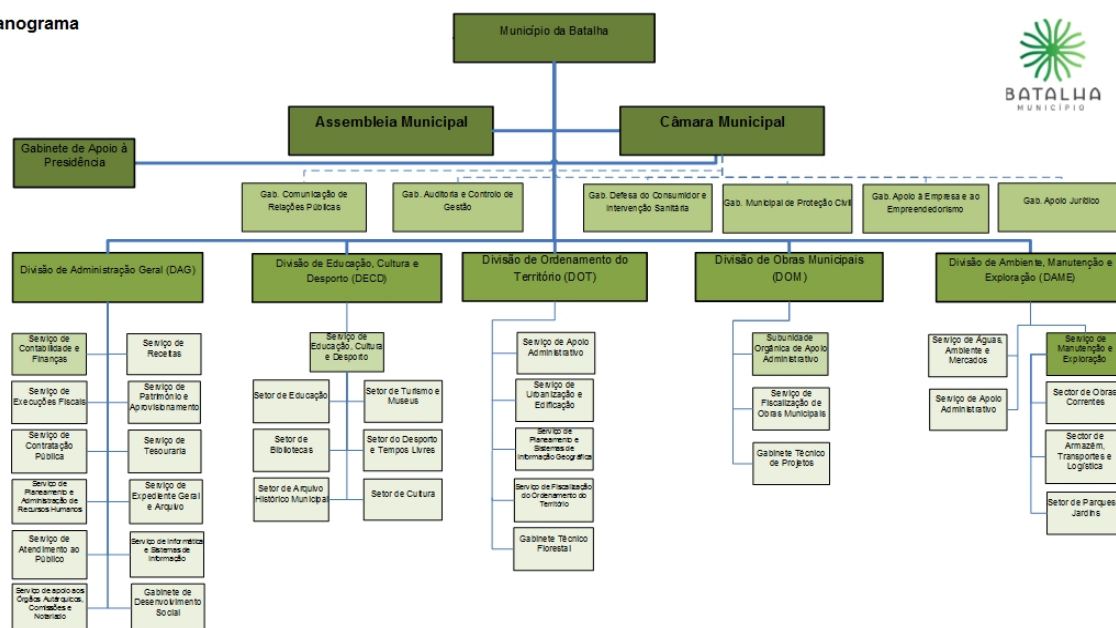 anograma
Município da Batalha
BATALHA
MUNICÍPIO
Assembleia Municipal
Câmara Municipal
Gabinete de Apoio à
Presidência
Gab. Comunicação de
Relações Públicas
Gab. Auditoria e Controlo de
Gestão
Gab. Defesa do Consumidor e
Intervenção Sanitária
Gab. Municipal de Proteção Civil
Gab. Apoio à Empresa e ao
Empreendedorismo
Gab. Apoio Jurídico
Divisão de Administração Geral (DAG)
Divisão de Educação, Cultura e
Desporto (DECD)
Divisão de Ordenamento do
Território (DOT)
Divisão de Obras Municipais
(DOM)
Divisão de Ambiente, Manutenção e
Exploração (DAME)
Serviço de
Contabilidade e
Finanças
Serviço de
Receitas
Serviço de
Execuções Fiscais
Serviço de
Património e
Aprovisionamento
Serviço de
Contratação
Pública
Serviço de
Tesouraria
Serviço de
Planeamento e
Administração de
Recursos Humanos
Serviço de
Expediente Geral
e Arquivo
Serviço de
Atendimento ao
Público
Serviço de Informática
e Sistemas de
Informação
Serviço de apoio aos
Órgãos Autárquicos,
Comissões e
Notariado
Gabinete de
Desenvolvimento
Social
Serviço de
Educação, Cultura
e Desporto
Setor de Educação
Setor de Turismo e
Museus
Setor de
Bibliotecas
Setor do Desporto
e Tempos Livres
Setor de Arquivo
Histórico Municipal
Setor de Cultura
Serviço de Apoio
Administrativo
Serviço de
Urbanização e
Edificação
Serviço de
Planeamento e
Sistemas de
Informação Geográfica
Serviço de Fiscalização
do Ordenamento do
Território
Gabinete Técnico
Florestal
Subunidade
Orgânica de Apoio
Administrativo
Serviço de
Fiscalização de
Obras Municipais
Gabinete Técnico
de Projetos
Serviço de Águas,
Ambiente e
Mercados
Serviço de Apoio
Administrativo
Serviço de
Manutenção e
Exploração
Sector de Obras
Correntes
Sector de
Armazém,
Transportes e
Logística
Setor de Parques
Jardins